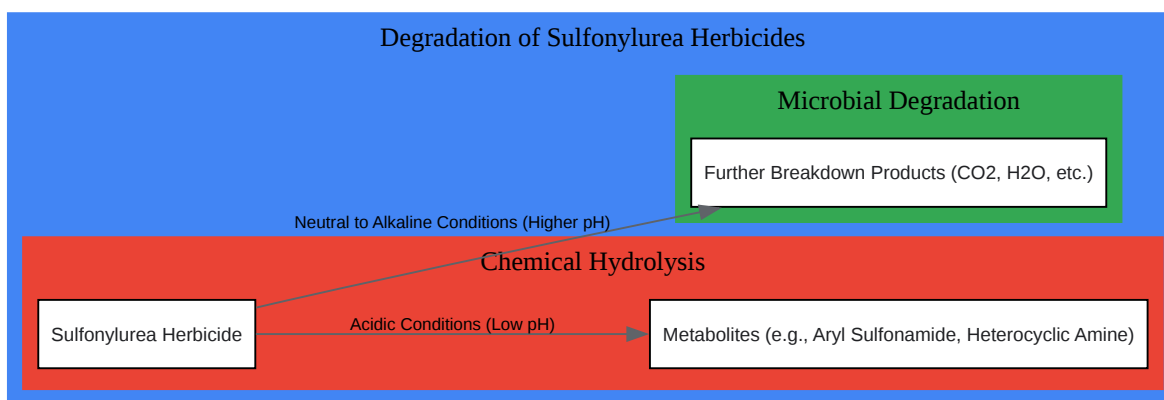 Degradation of Sulfonylurea Herbicides
Microbial Degradation
Further Breakdown Products (CO2, H2O, etc.)
Neutral to Alkaline Conditions (Higher pH)
Chemical Hydrolysis
Sulfonylurea Herbicide
Acidic Conditions (Low pH)
Metabolites (e.g., Aryl Sulfonamide, Heterocyclic Amine)